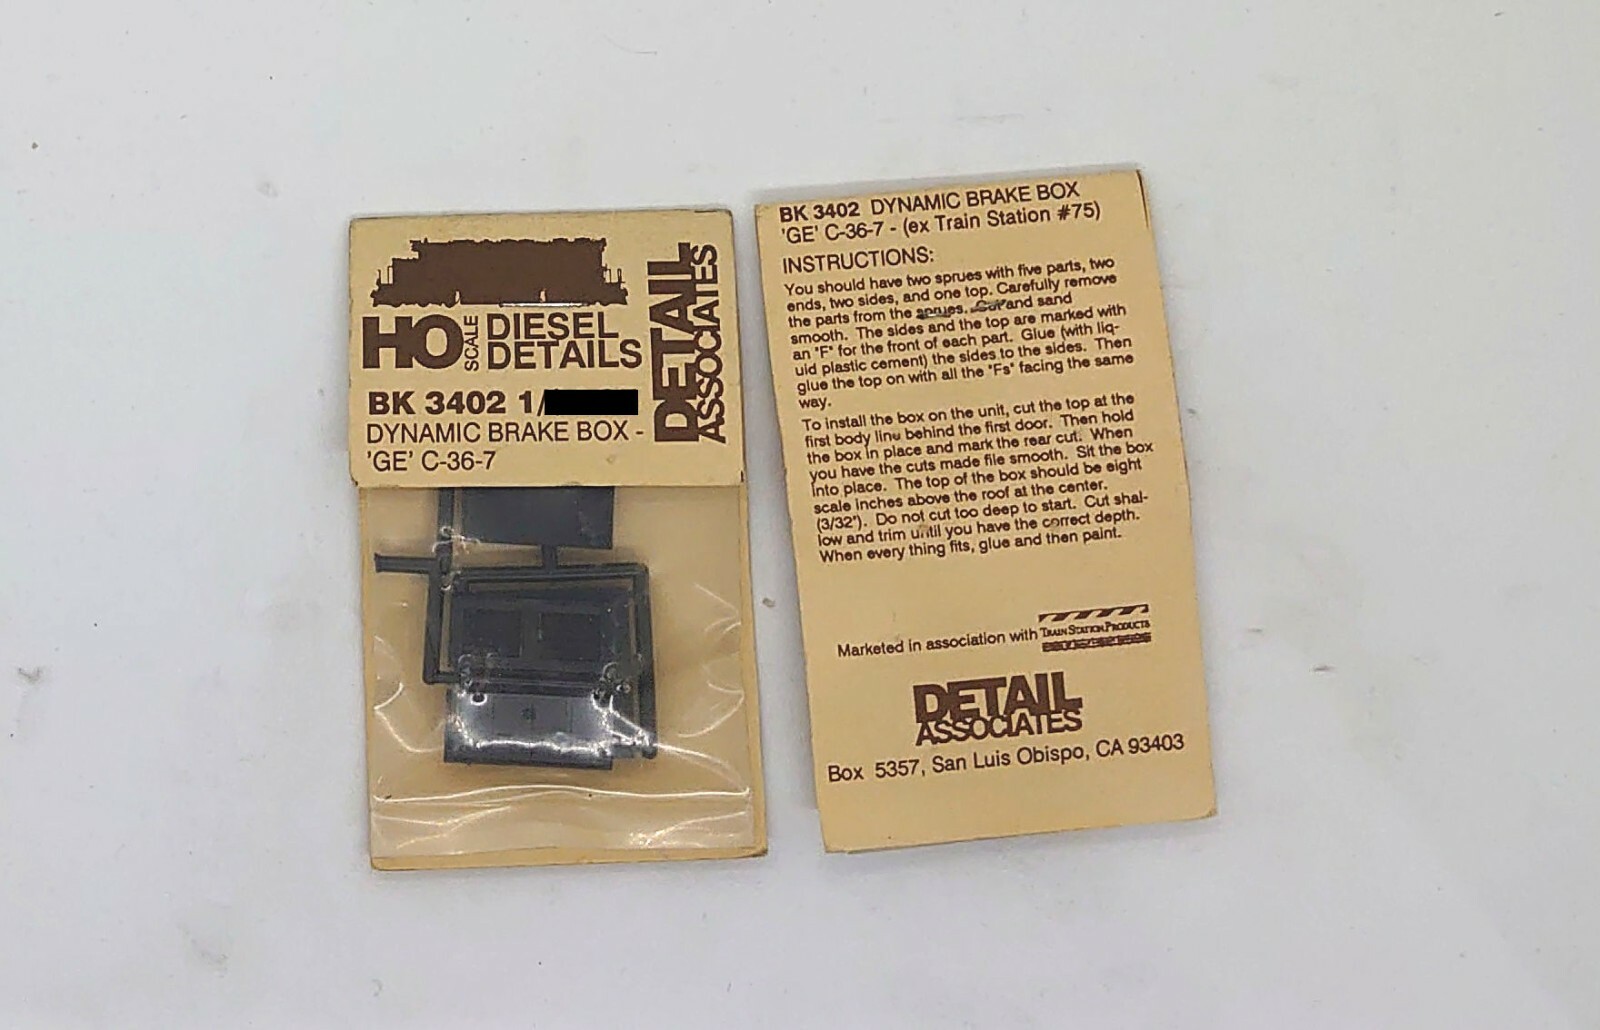 HO SCALE DIESEL DETAILS
DETAIL ASSOCIATES
BK 3402 1/
DYNAMIC BRAKE BOX -
'GE' C-36-7
BK 3402 DYNAMIC BRAKE BOX
'GE' C-36-7 - (ex Train Station #75)
INSTRUCTIONS:
You should have two sprues with five parts, two
ends, two sides, and one top. Carefully remove
the parts from the sprues. Cut and sand
smooth. The sides and the top are marked with
an "F" for the front of each part. Glue (with liq-
uid plastic cement) the sides to the sides. Then
glue the top on with all the "Fs" facing the same
way.
To install the box on the unit, cut the top at the
first body line behind the first door. Then hold
the box in place and mark the rear cut. When
you have the cuts made file smooth. Sit the box
into place. The top of the box should be eight
scale inches above the roof at the center.
(3/32"). Do not cut too deep to start. Cut shal-
low and trim until you have the correct depth.
When every thing fits, glue and then paint.
Marketed in association with TRAIN STATION PRODUCTS
DETAIL
ASSOCIATES
Box 5357, San Luis Obispo, CA 93403